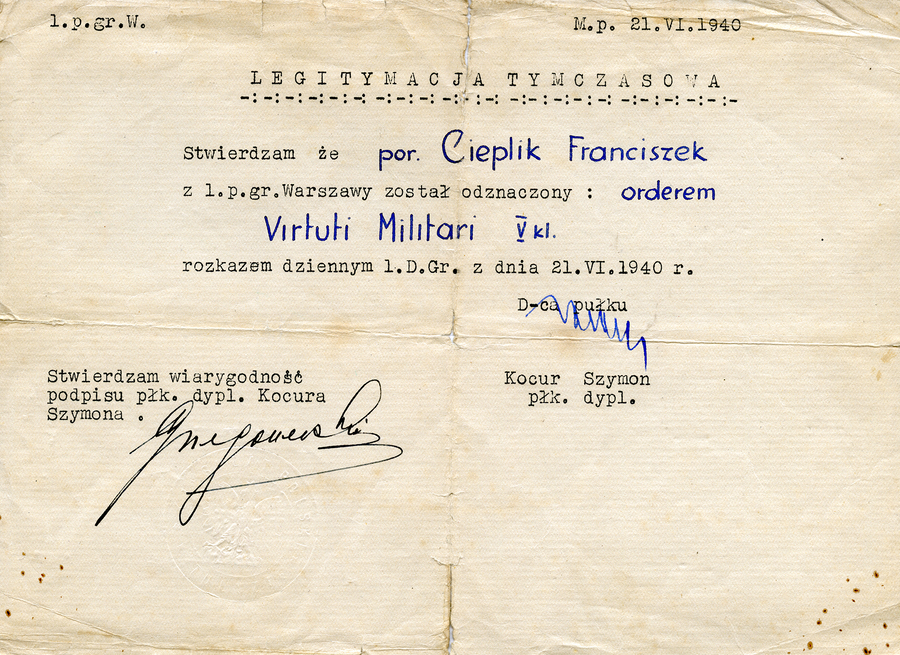 1.p.gr.W.
M.p. 21.VI.1940
LEGITYMACJA TYMCZASOWA
-:-:-:-:-:-:-:-:-:-:-:-:-:-:-:-:-:-:-:-:-:-:-
Stwierdzam że por. Cieplik Franciszek
z 1.p.gr.Warszawy został odznaczony : orderem
Virtuti Militari V kl.
rozkazem dziennym 1.D.Gr. z dnia 21.VI.1940 r.
D-ca pułku
Kocur Szymon
płk. dypl.
Stwierdzam wiarygodność
podpisu płk. dypl. Kocura
Szymona .